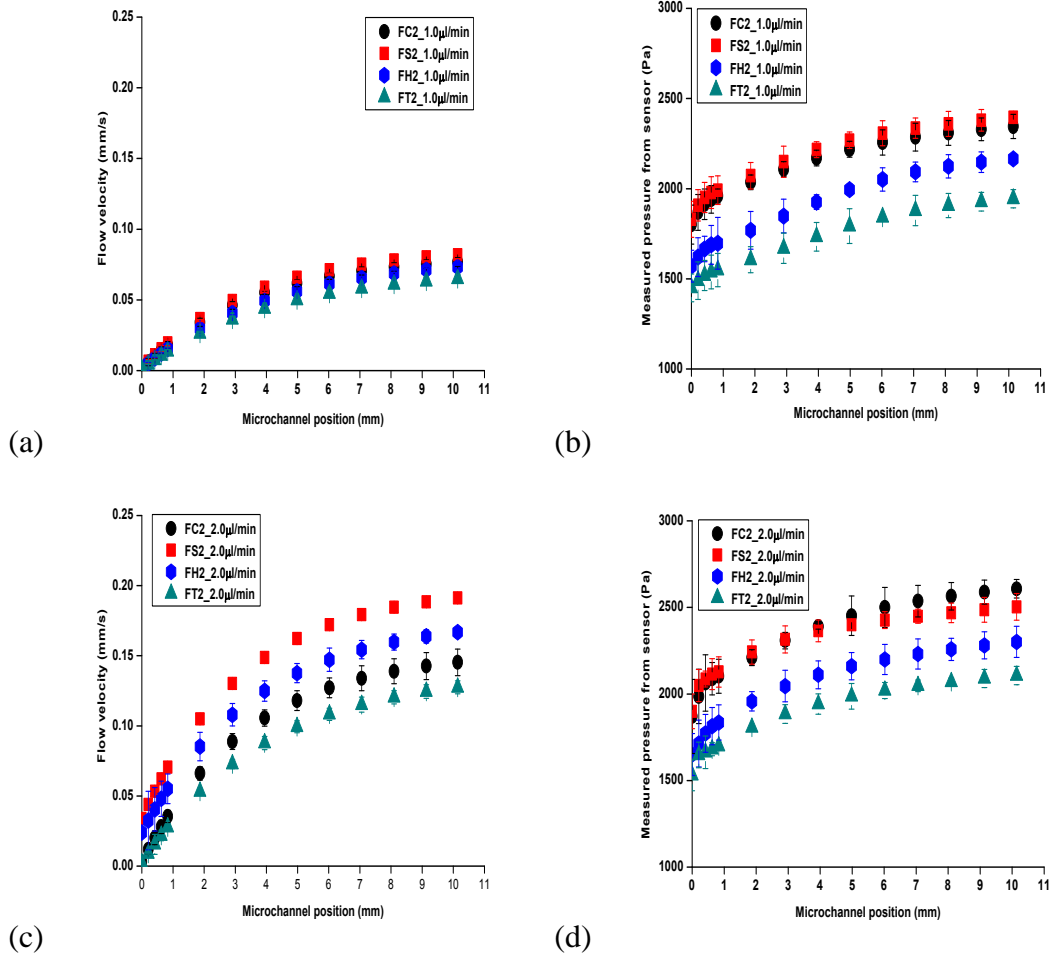 0.25
0.20
0.15
0.10
0.05
0.00
Flow velocity (mm/s)
FC2_1.0µl/min
FS2_1.0µl/min
FH2_1.0µl/min
FT2_1.0µl/min
0 1 2 3 4 5 6 7 8 9 10 11
Microchannel position (mm)
(a)
3000
2500
2000
1500
1000
Measured pressure from sensor (Pa)
FC2_1.0µl/min
FS2_1.0µl/min
FH2_1.0µl/min
FT2_1.0µl/min
0 1 2 3 4 5 6 7 8 9 10 11
Microchannel position (mm)
(b)
0.25
0.20
0.15
0.10
0.05
0.00
Flow velocity (mm/s)
FC2_2.0µl/min
FS2_2.0µl/min
FH2_2.0µl/min
FT2_2.0µl/min
0 1 2 3 4 5 6 7 8 9 10 11
Microchannel position (mm)
(c)
3000
2500
2000
1500
1000
Measured pressure from sensor (Pa)
FC2_2.0µl/min
FS2_2.0µl/min
FH2_2.0µl/min
FT2_2.0µl/min
0 1 2 3 4 5 6 7 8 9 10 11
Microchannel position (mm)
(d)